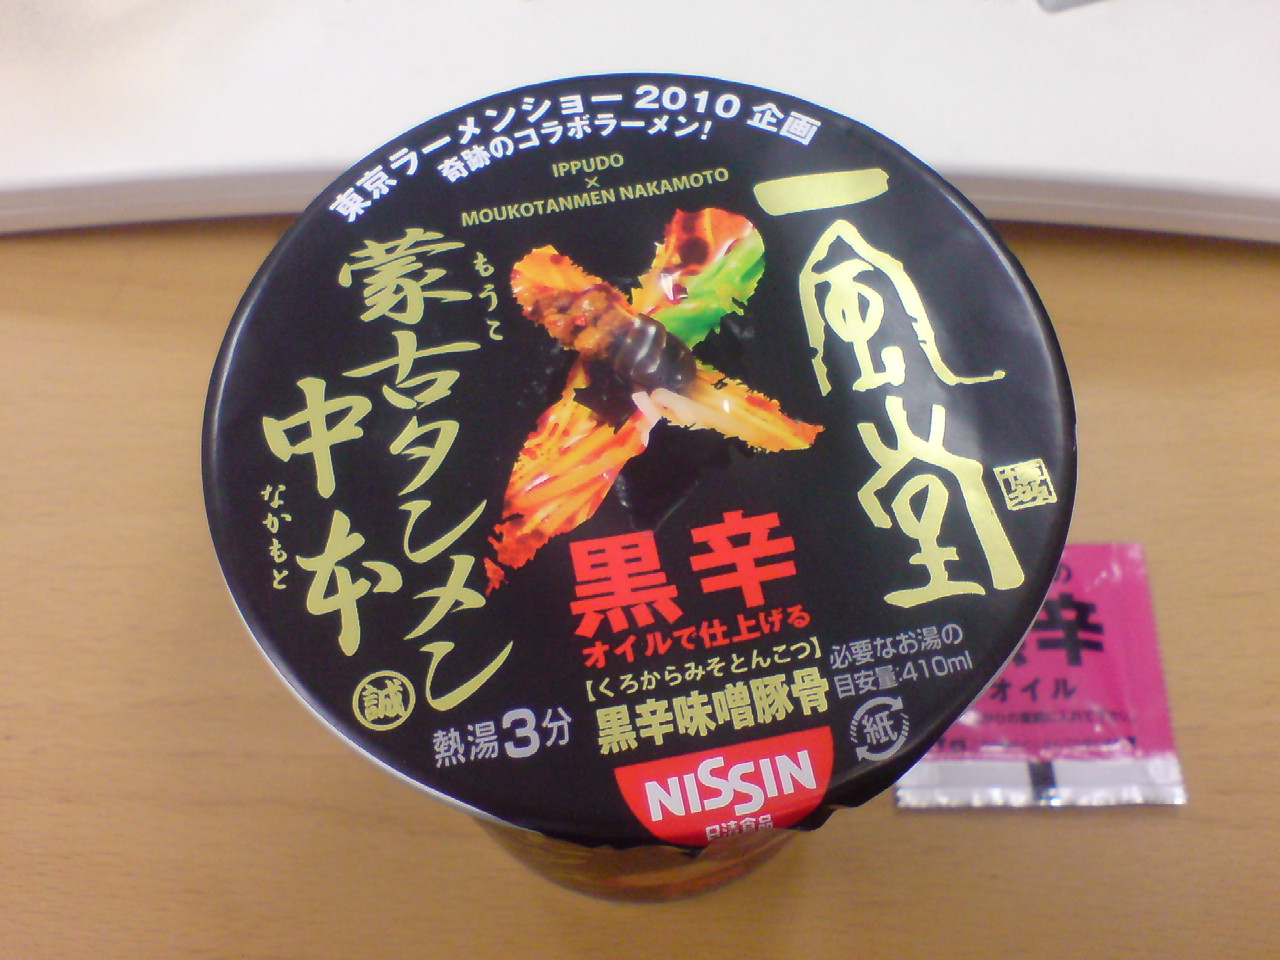 東京ラーメンショー2010 企画
奇跡のコラボラーメン!
IPPUDO
×
MOUKOTANMEN NAKAMOTO
一風堂
蒙古タンメン
もうこ
中本
なかもと
誠
黒辛
オイルで仕上げる
【くろからみそとんこつ】
黒辛味噌豚骨
熱湯3分
必要なお湯の
目安量:410ml
紙
NISSIN
日清食品
の
辛
オイル